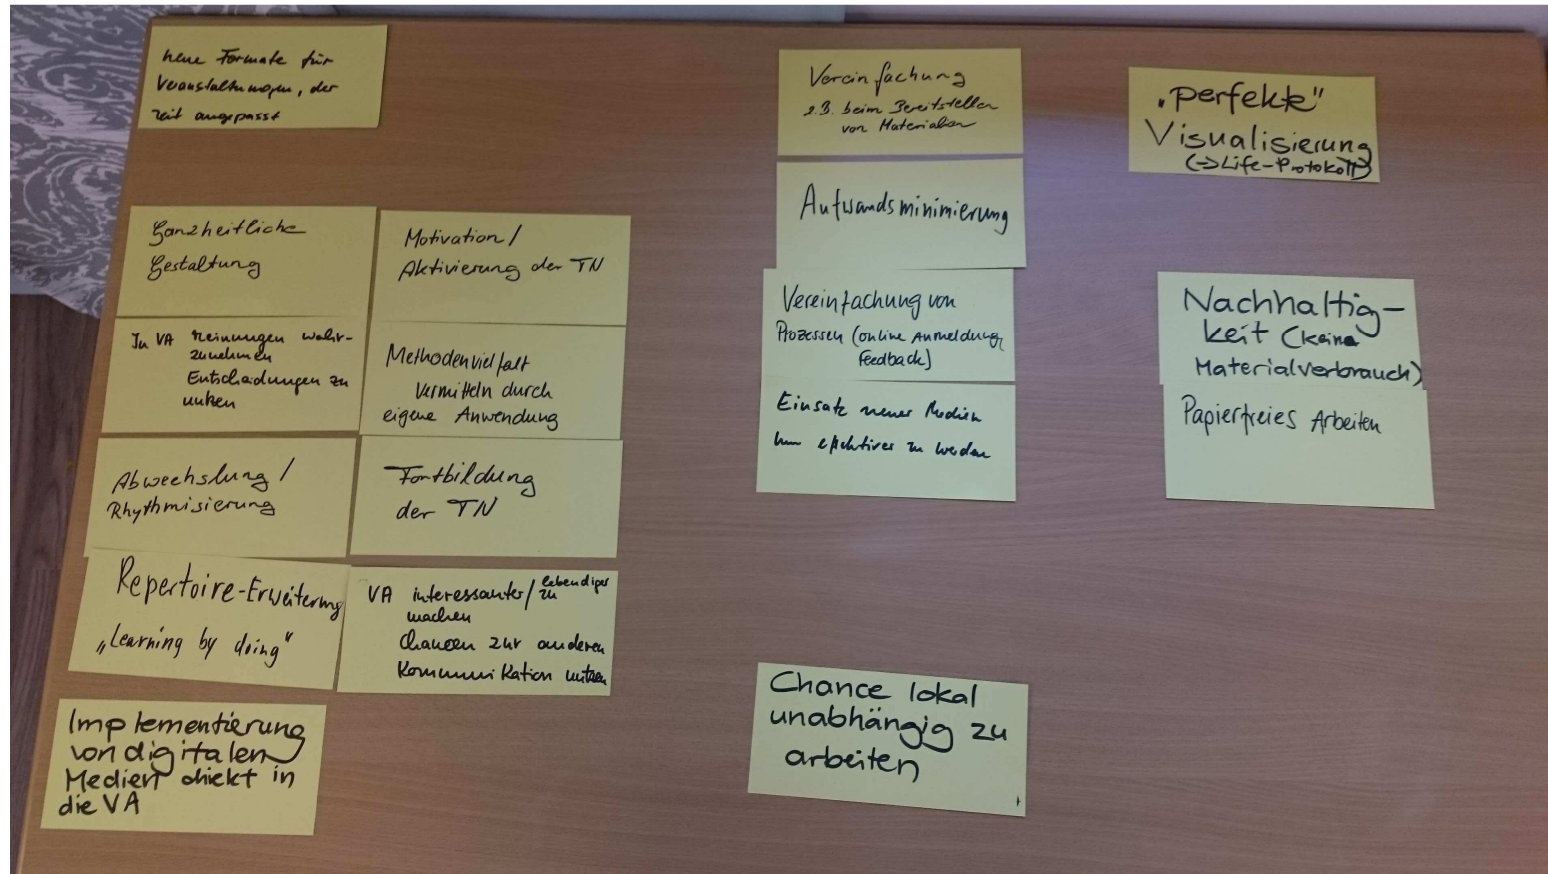 neue Formate für
Veranstaltungen, der
Zeit angepasst
Ganzheitliche
Gestaltung
In VA Meinungen wahr-
zunehmen
Entscheidungen zu
Motivation /
Aktivierung der TN
Methodenvielfalt
vermitteln durch
eigene Anwendung
Abwechslung /
Rhythmisierung
Fortbildung
der TN
Repertoire-Erweiterung
„Learning by doing"
VA interessanter / lebendiger
zu
machen
Chancen zur anderen
Kommunikation nutzen
Implementierung
von digitalen
Medien direkt in
die VA
Vereinfachung
z.B. beim Bereitstellen
von Materialien
Aufwandsminimierung
Vereinfachung von
Prozessen (online Anmeldung,
Feedback)
Einsatz neuer Medien
um effektiver zu werden
Chance lokal
unabhängig zu
arbeiten
„perfekte"
Visualisierung
(→Life-Protokoll)
Nachhaltig-
keit (kein
Materialverbrauch)
Papierfreies Arbeiten